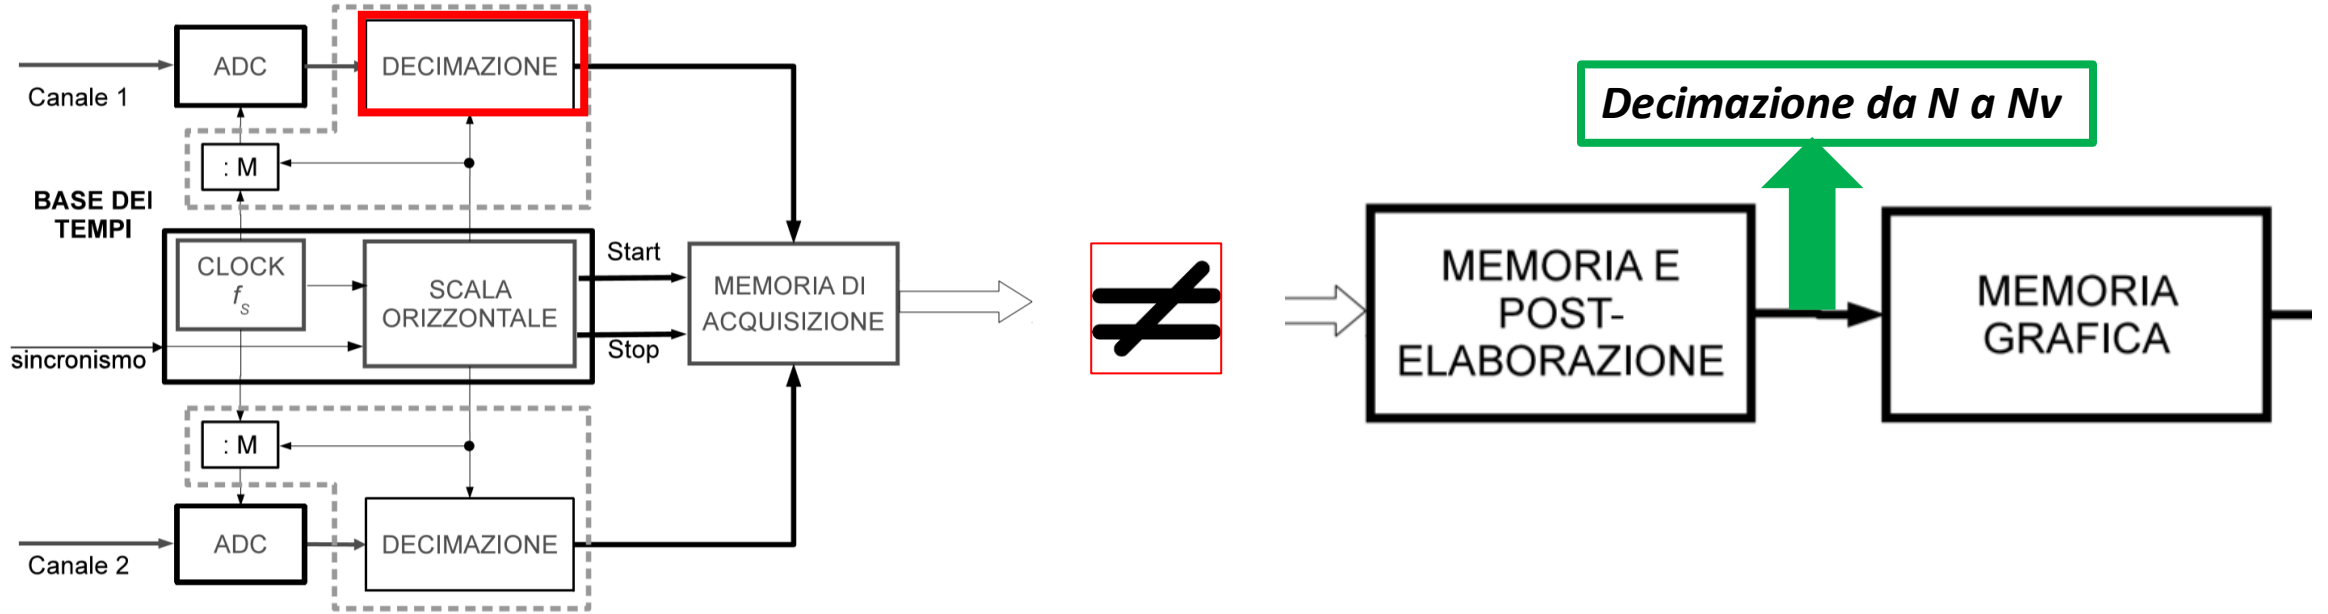 ADC
DECIMAZIONE
Canale 1
: M
BASE DEI
TEMPI
CLOCK
fS
SCALA
ORIZZONTALE
Start
Stop
sincronismo
MEMORIA DI
ACQUISIZIONE
: M
ADC
DECIMAZIONE
Canale 2
≠
Decimazione da N a Nv
MEMORIA E
POST-
ELABORAZIONE
MEMORIA
GRAFICA